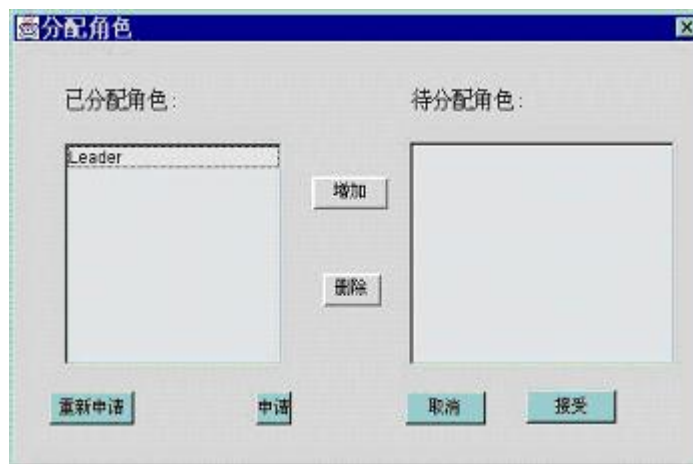 分配角色
已分配角色:
待分配角色:
Leader
增加
删除
重新申请
申请
取消
接受